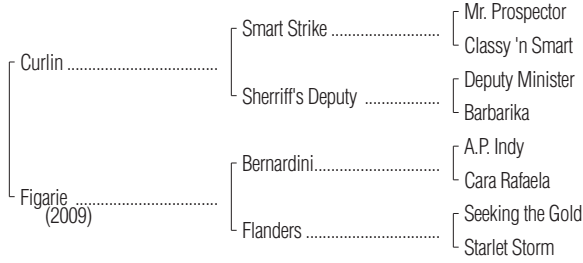 Mr. Prospector
Smart Strike ........................
Classy 'n Smart
Curlin .................................
Deputy Minister
Sherriff's Deputy ................
Barbarika
A.P. Indy
Bernardini...........................
Cara Rafaela
Figarie ...............................
(2009)
Seeking the Gold
Flanders .............................
Starlet Storm